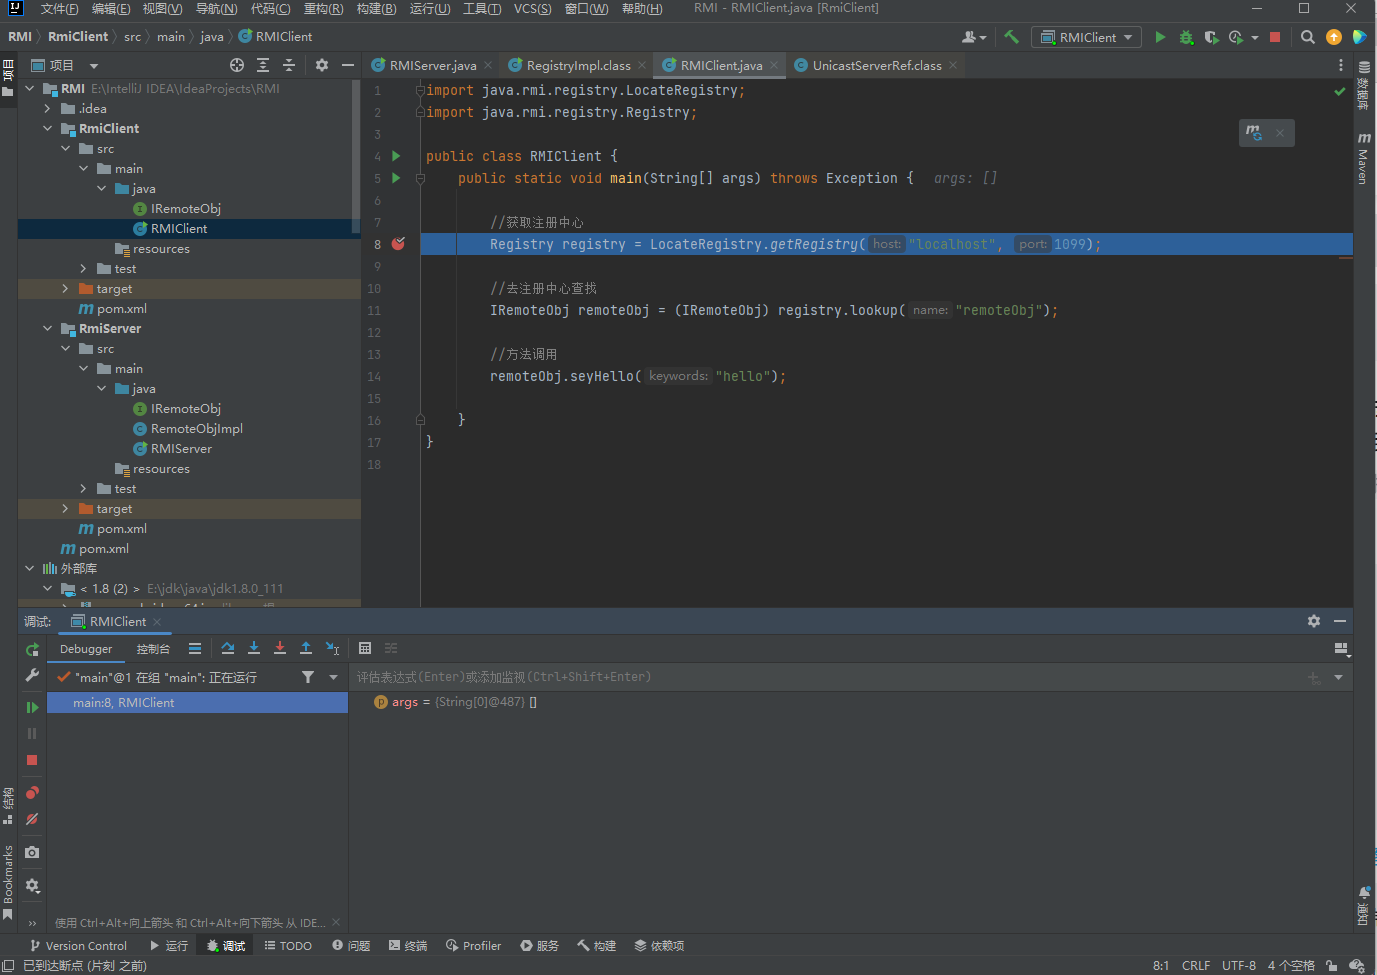 文件(F) 编辑(E) 视图(V) 导航(N) 代码(C) 重构(R) 构建(B) 运行(U) 工具(T) VCS(S) 窗口(W) 帮助(H) RMI - RMIClient.java [RmiClient]
RMI RmiClient src main java RMIClient
RMIClient
项目
RMIServer.java RegistryImpl.class RMIClient.java UnicastServerRef.class
RMI E:\IntelliJ IDEA\IdeaProjects\RMI
.idea
RmiClient
src
main
java
IRemoteObj
RMIClient
resources
test
target
pom.xml
RmiServer
src
main
java
IRemoteObj
RemoteObjImpl
RMIServer
resources
test
target
pom.xml
pom.xml
外部库
< 1.8 (2) > E:\jdk\java\jdk1.8.0_111
1 import java.rmi.registry.LocateRegistry;
2 import java.rmi.registry.Registry;
3
4 public class RMIClient {
5 public static void main(String[] args) throws Exception { args: []
6
7 //获取注册中心
8 Registry registry = LocateRegistry.getRegistry( host: "localhost", port: 1099);
9
10 //去注册中心查找
11 IRemoteObj remoteObj = (IRemoteObj) registry.lookup( name: "remoteObj");
12
13 //方法调用
14 remoteObj.seyHello( keywords: "hello");
15
16 }
17 }
18
项目
结构
Bookmarks
数据库
m Maven
通知
调试: RMIClient
Debugger 控制台
"main"@1 在组 "main": 正在运行
评估表达式(Enter)或添加监视(Ctrl+Shift+Enter)
main:8, RMIClient
args = {String[0]@487} []
使用 Ctrl+Alt+向上箭头 和 Ctrl+Alt+向下箭头 从 IDE...
Version Control 运行 调试 TODO 问题 终端 Profiler 服务 构建 依赖项
已到达断点 (片刻 之前)
8:1 CRLF UTF-8 4 个空格